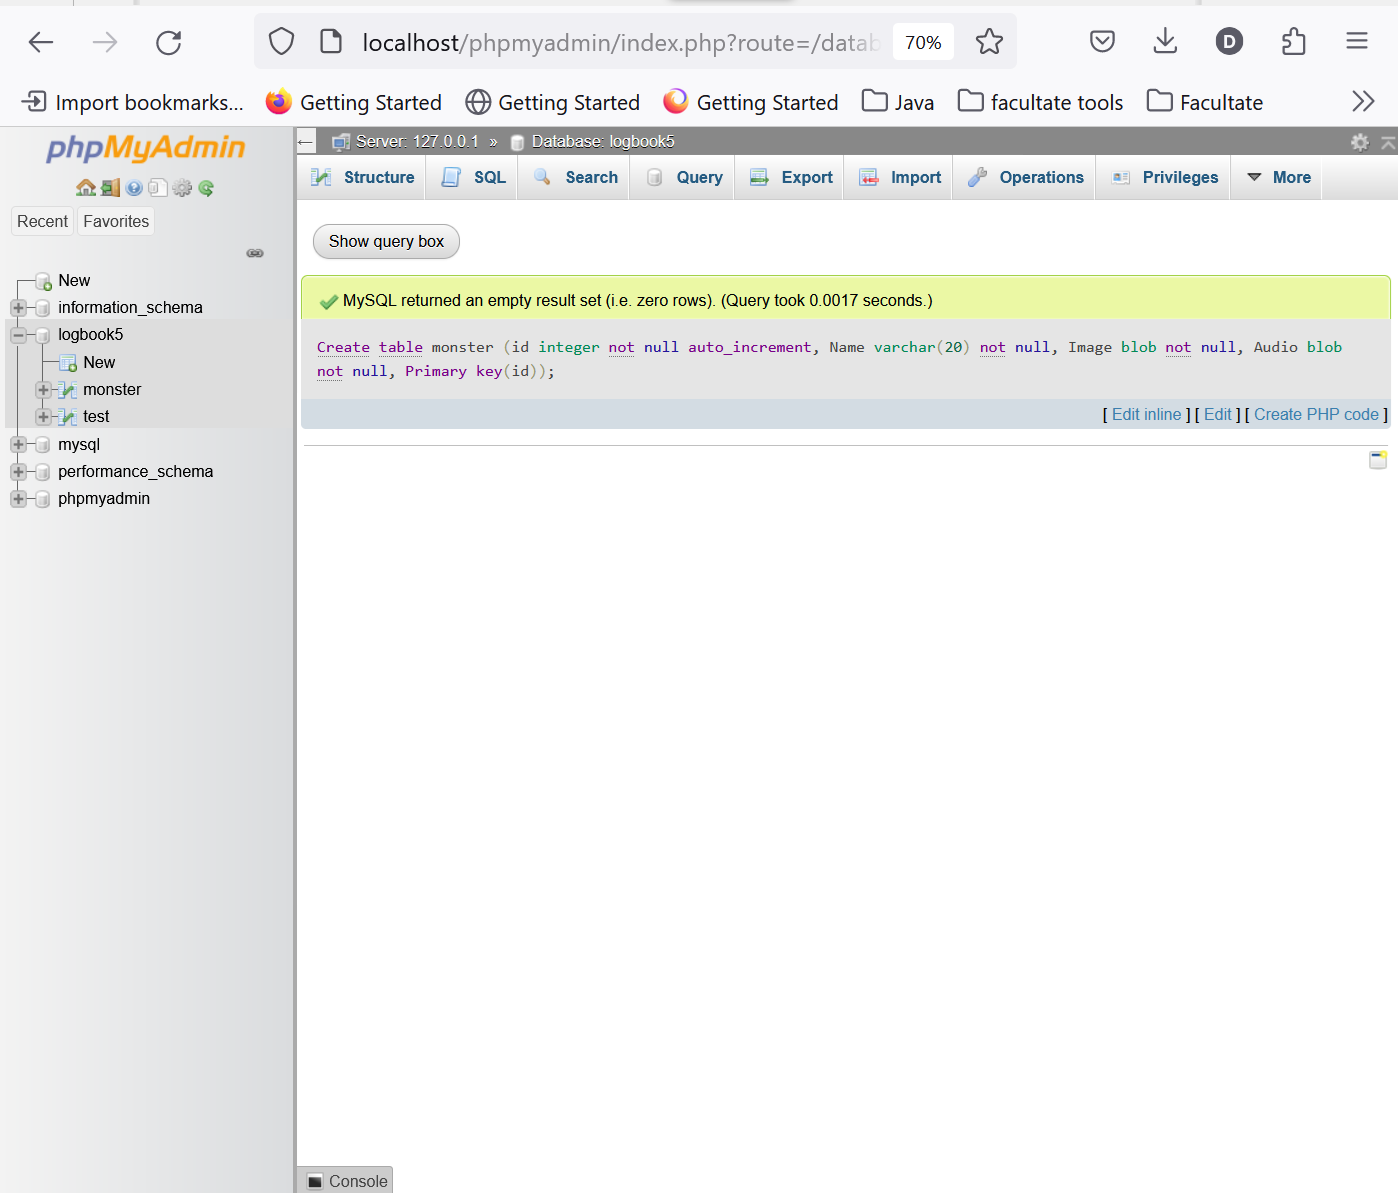 localhost/phpmyadmin/index.php?route=/datab
70%
D
Import bookmarks...
Getting Started
Getting Started
Getting Started
Java
facultate tools
Facultate
phpMyAdmin
Server: 127.0.0.1 » Database: logbook5
Structure
SQL
Search
Query
Export
Import
Operations
Privileges
More
Recent
Favorites
New
information_schema
logbook5
New
monster
test
mysql
performance_schema
phpmyadmin
Show query box
MySQL returned an empty result set (i.e. zero rows). (Query took 0.0017 seconds.)
Create table monster (id integer not null auto_increment, Name varchar(20) not null, Image blob not null, Audio blob
not null, Primary key(id));
[ Edit inline ] [ Edit ] [ Create PHP code ]
Console